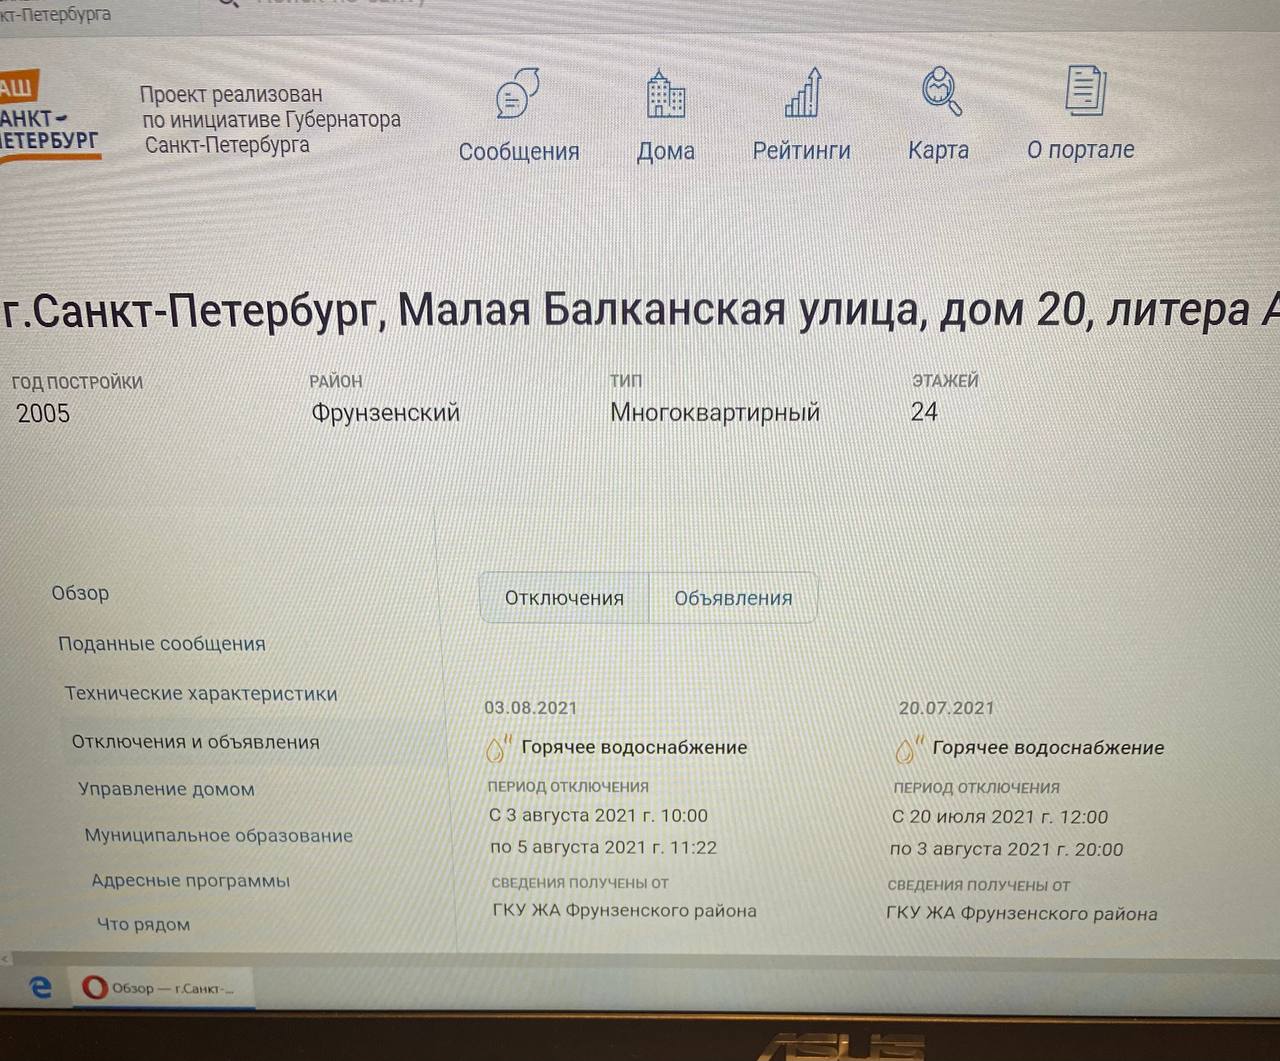 кт-Петербурга
АШ
АНКТ-
ПЕТЕРБУРГ
Проект реализован
по инициативе Губернатора
Санкт-Петербурга
Сообщения
Дома
Рейтинги
Карта
О портале
г.Санкт-Петербург, Малая Балканская улица, дом 20, литера А
ГОД ПОСТРОЙКИ
2005
РАЙОН
Фрунзенский
ТИП
Многоквартирный
ЭТАЖЕЙ
24
Обзор
Поданные сообщения
Технические характеристики
Отключения и объявления
Управление домом
Муниципальное образование
Адресные программы
Что рядом
Отключения
Объявления
03.08.2021
Горячее водоснабжение
ПЕРИОД ОТКЛЮЧЕНИЯ
С 3 августа 2021 г. 10:00
по 5 августа 2021 г. 11:22
СВЕДЕНИЯ ПОЛУЧЕНЫ ОТ
ГКУ ЖА Фрунзенского района
20.07.2021
Горячее водоснабжение
ПЕРИОД ОТКЛЮЧЕНИЯ
С 20 июля 2021 г. 12:00
по 3 августа 2021 г. 20:00
СВЕДЕНИЯ ПОЛУЧЕНЫ ОТ
ГКУ ЖА Фрунзенского района
Обзор — г.Санкт-...
ASUS